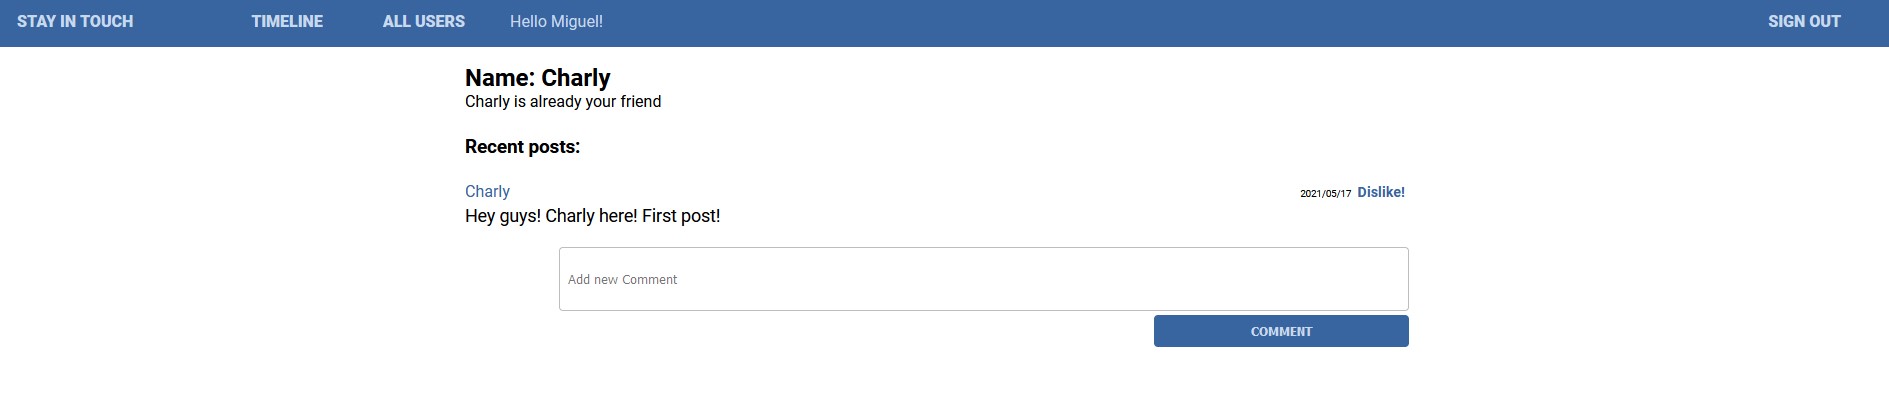 STAY IN TOUCH TIMELINE ALL USERS Hello Miguel! SIGN OUT
Name: Charly
Charly is already your friend
Recent posts:
Charly 2021/05/17 Dislike!
Hey guys! Charly here! First post!
Add new Comment
COMMENT